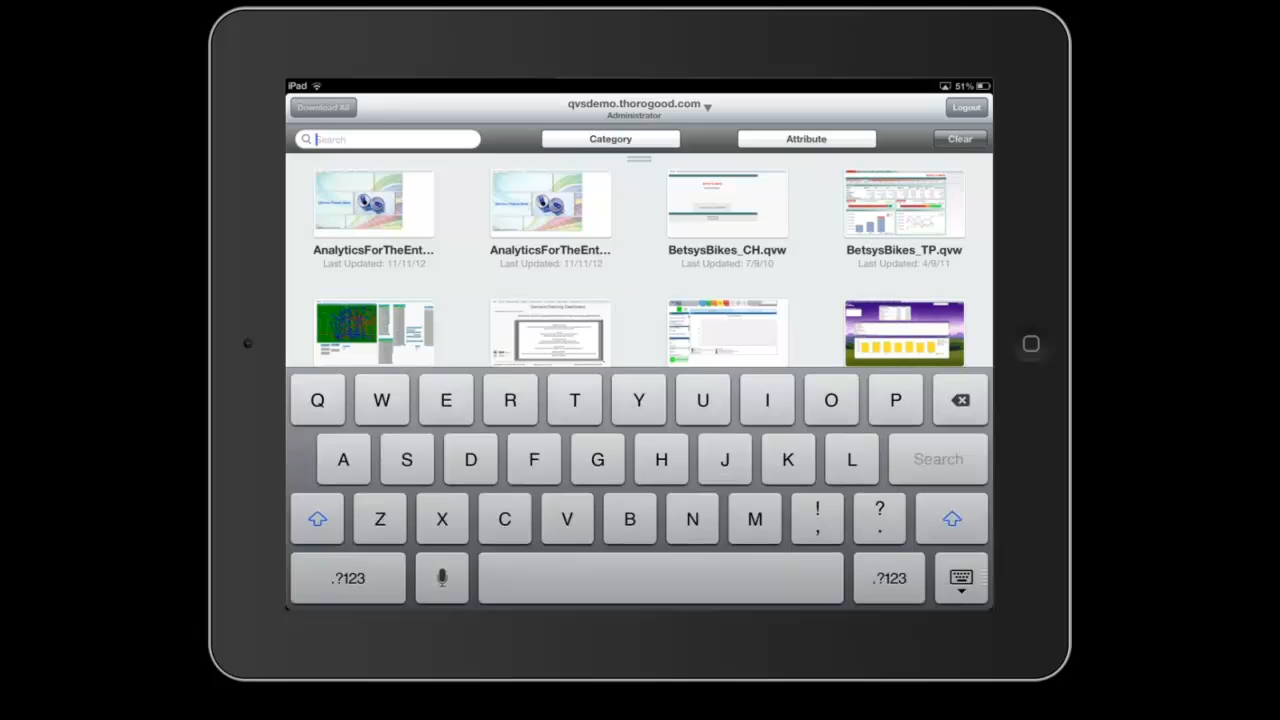 iPad
51%
Download All
qvsdemo.thorogood.com
Administrator
Logout
Search
Category
Attribute
Clear
AnalyticsForTheEnt...
AnalyticsForTheEnt...
BetsysBikes_CH.qvw
BetsysBikes_TP.qvw
Last Updated: 11/11/12
Last Updated: 11/11/12
Last Updated: 7/9/10
Last Updated: 4/9/11
Q W E R T Y U I O P
A S D F G H J K L Search
Z X C V B N M ! , ? .
.?123 .?123